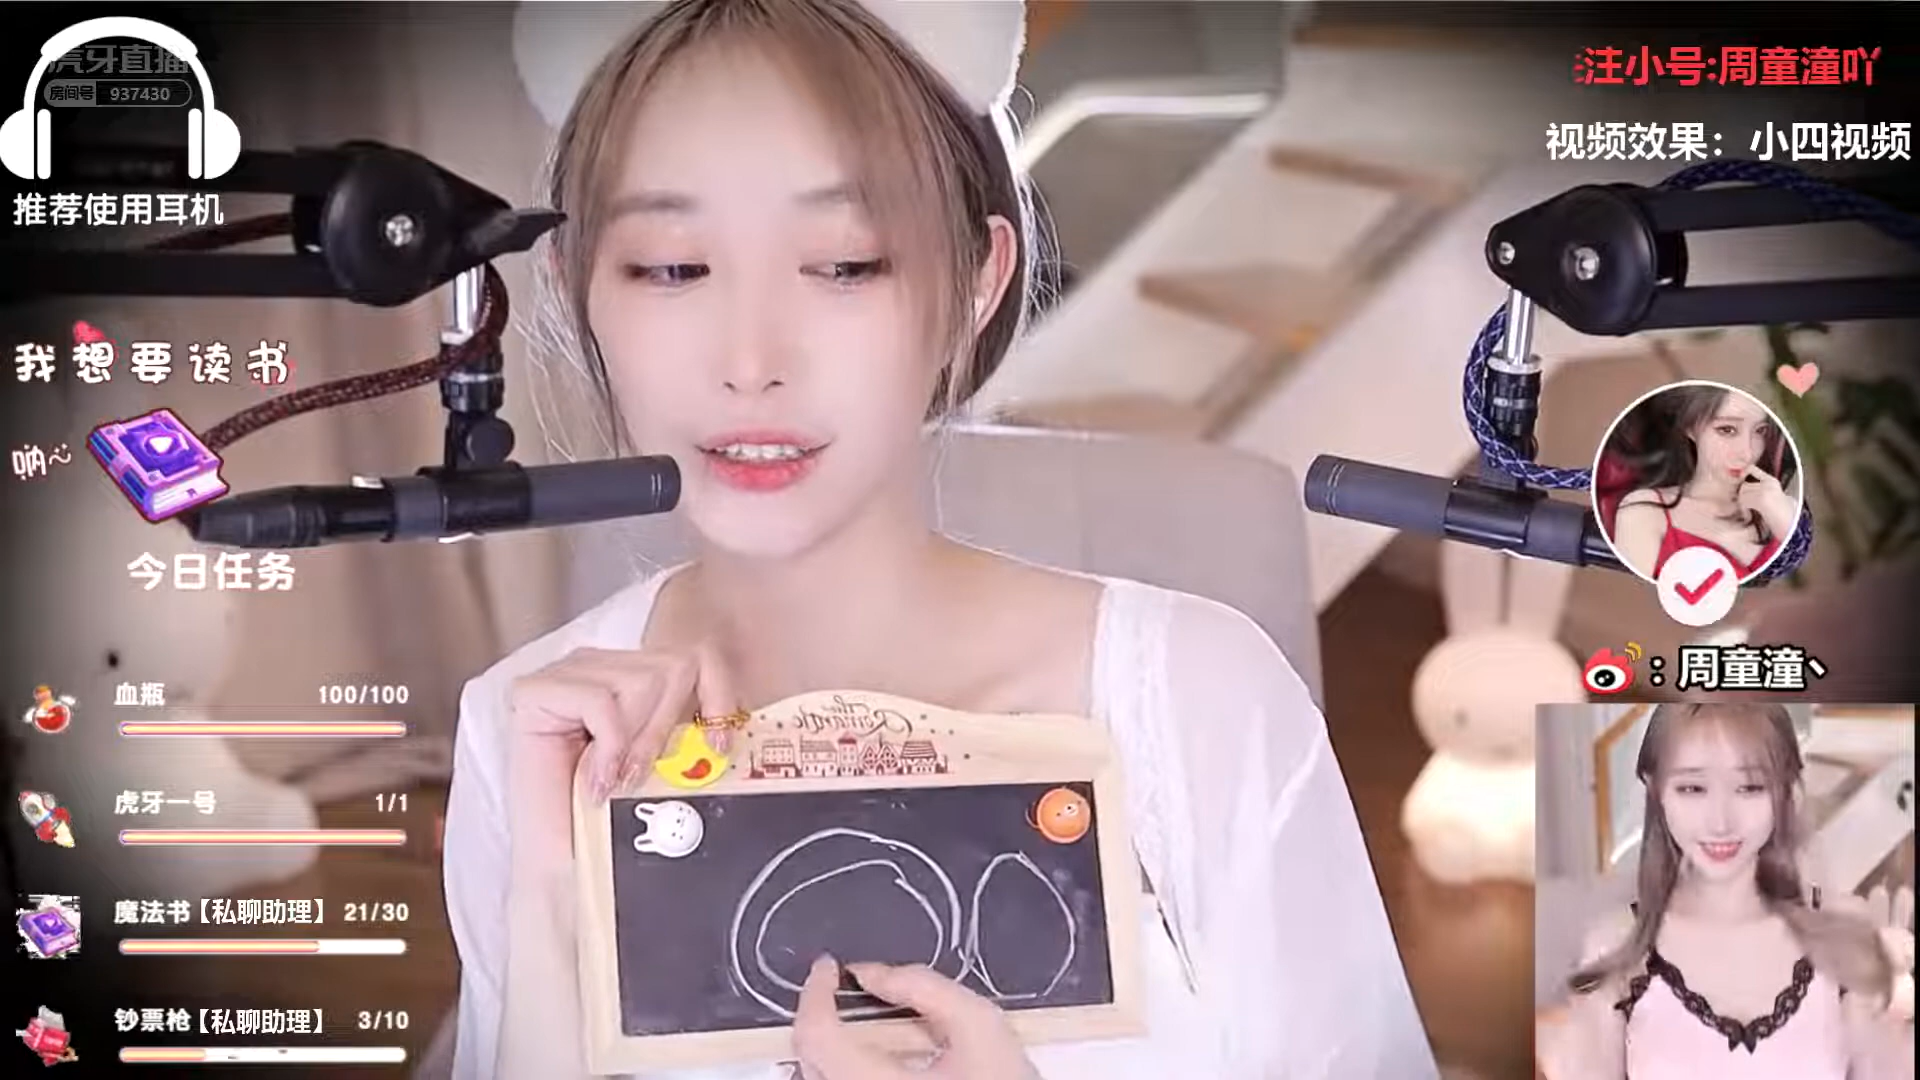 虎牙直播
房间号 937430
推荐使用耳机
注小号:周童潼吖
视频效果：小四视频
我想要读书
呐~
今日任务
血瓶 100/100
虎牙一号 1/1
魔法书【私聊助理】 21/30
钞票枪【私聊助理】 3/10
：周童潼丶
The
Romantic